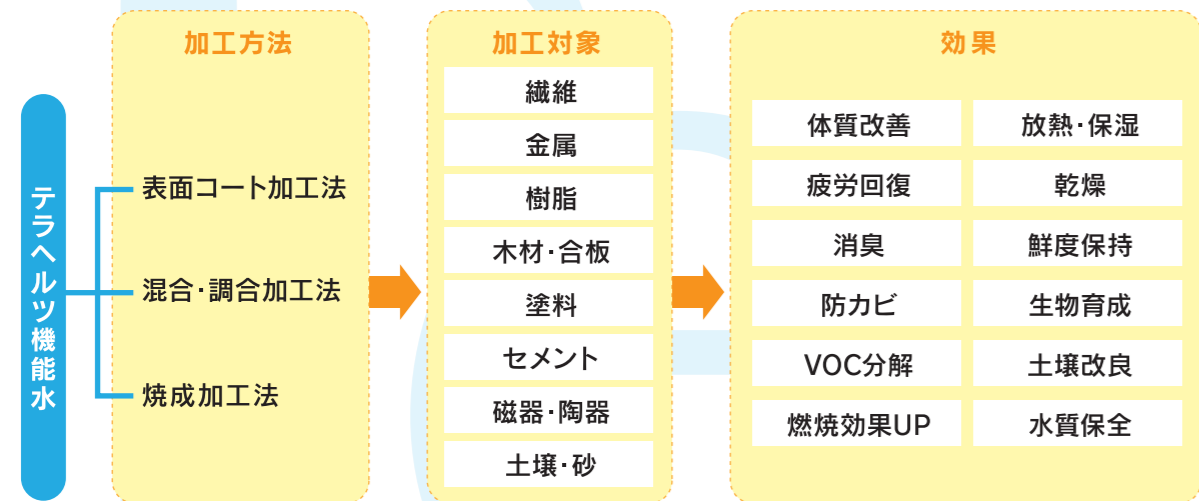 テラヘルツ機能水
加工方法
表面コート加工法
混合・調合加工法
焼成加工法
加工対象
繊維
金属
樹脂
木材・合板
塗料
セメント
磁器・陶器
土壌・砂
効果
体質改善
放熱・保湿
疲労回復
乾燥
消臭
鮮度保持
防カビ
生物育成
VOC分解
土壌改良
燃焼効果UP
水質保全